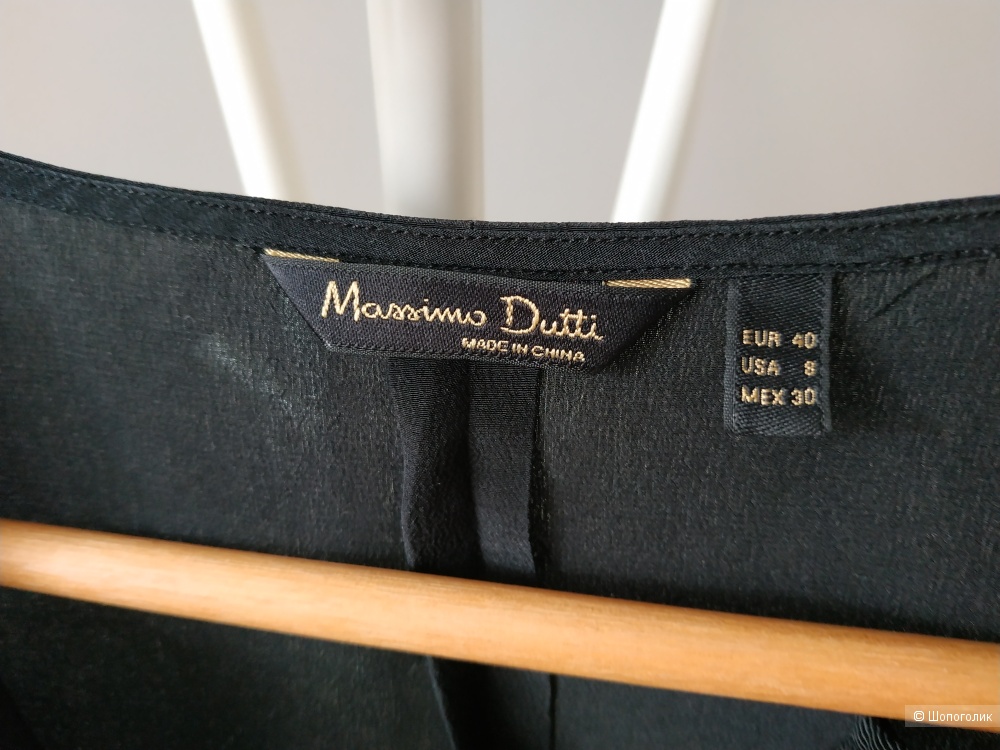 Massimo Dutti
MADE IN CHINA
EUR 40
USA 8
MEX 30
© Шопоголик